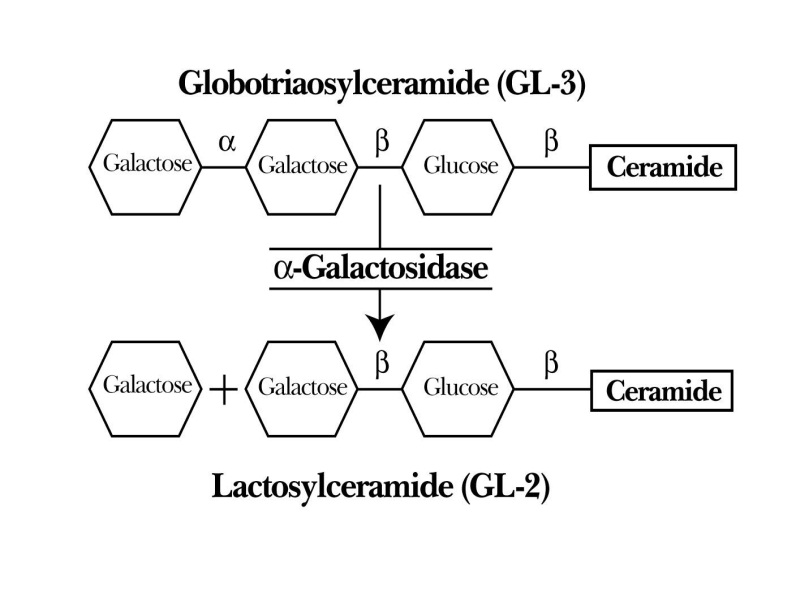 Globotriaosylceramide (GL-3)
α β β
Galactose Galactose Glucose Ceramide
α-Galactosidase
β β
Galactose + Galactose Glucose Ceramide
Lactosylceramide (GL-2)